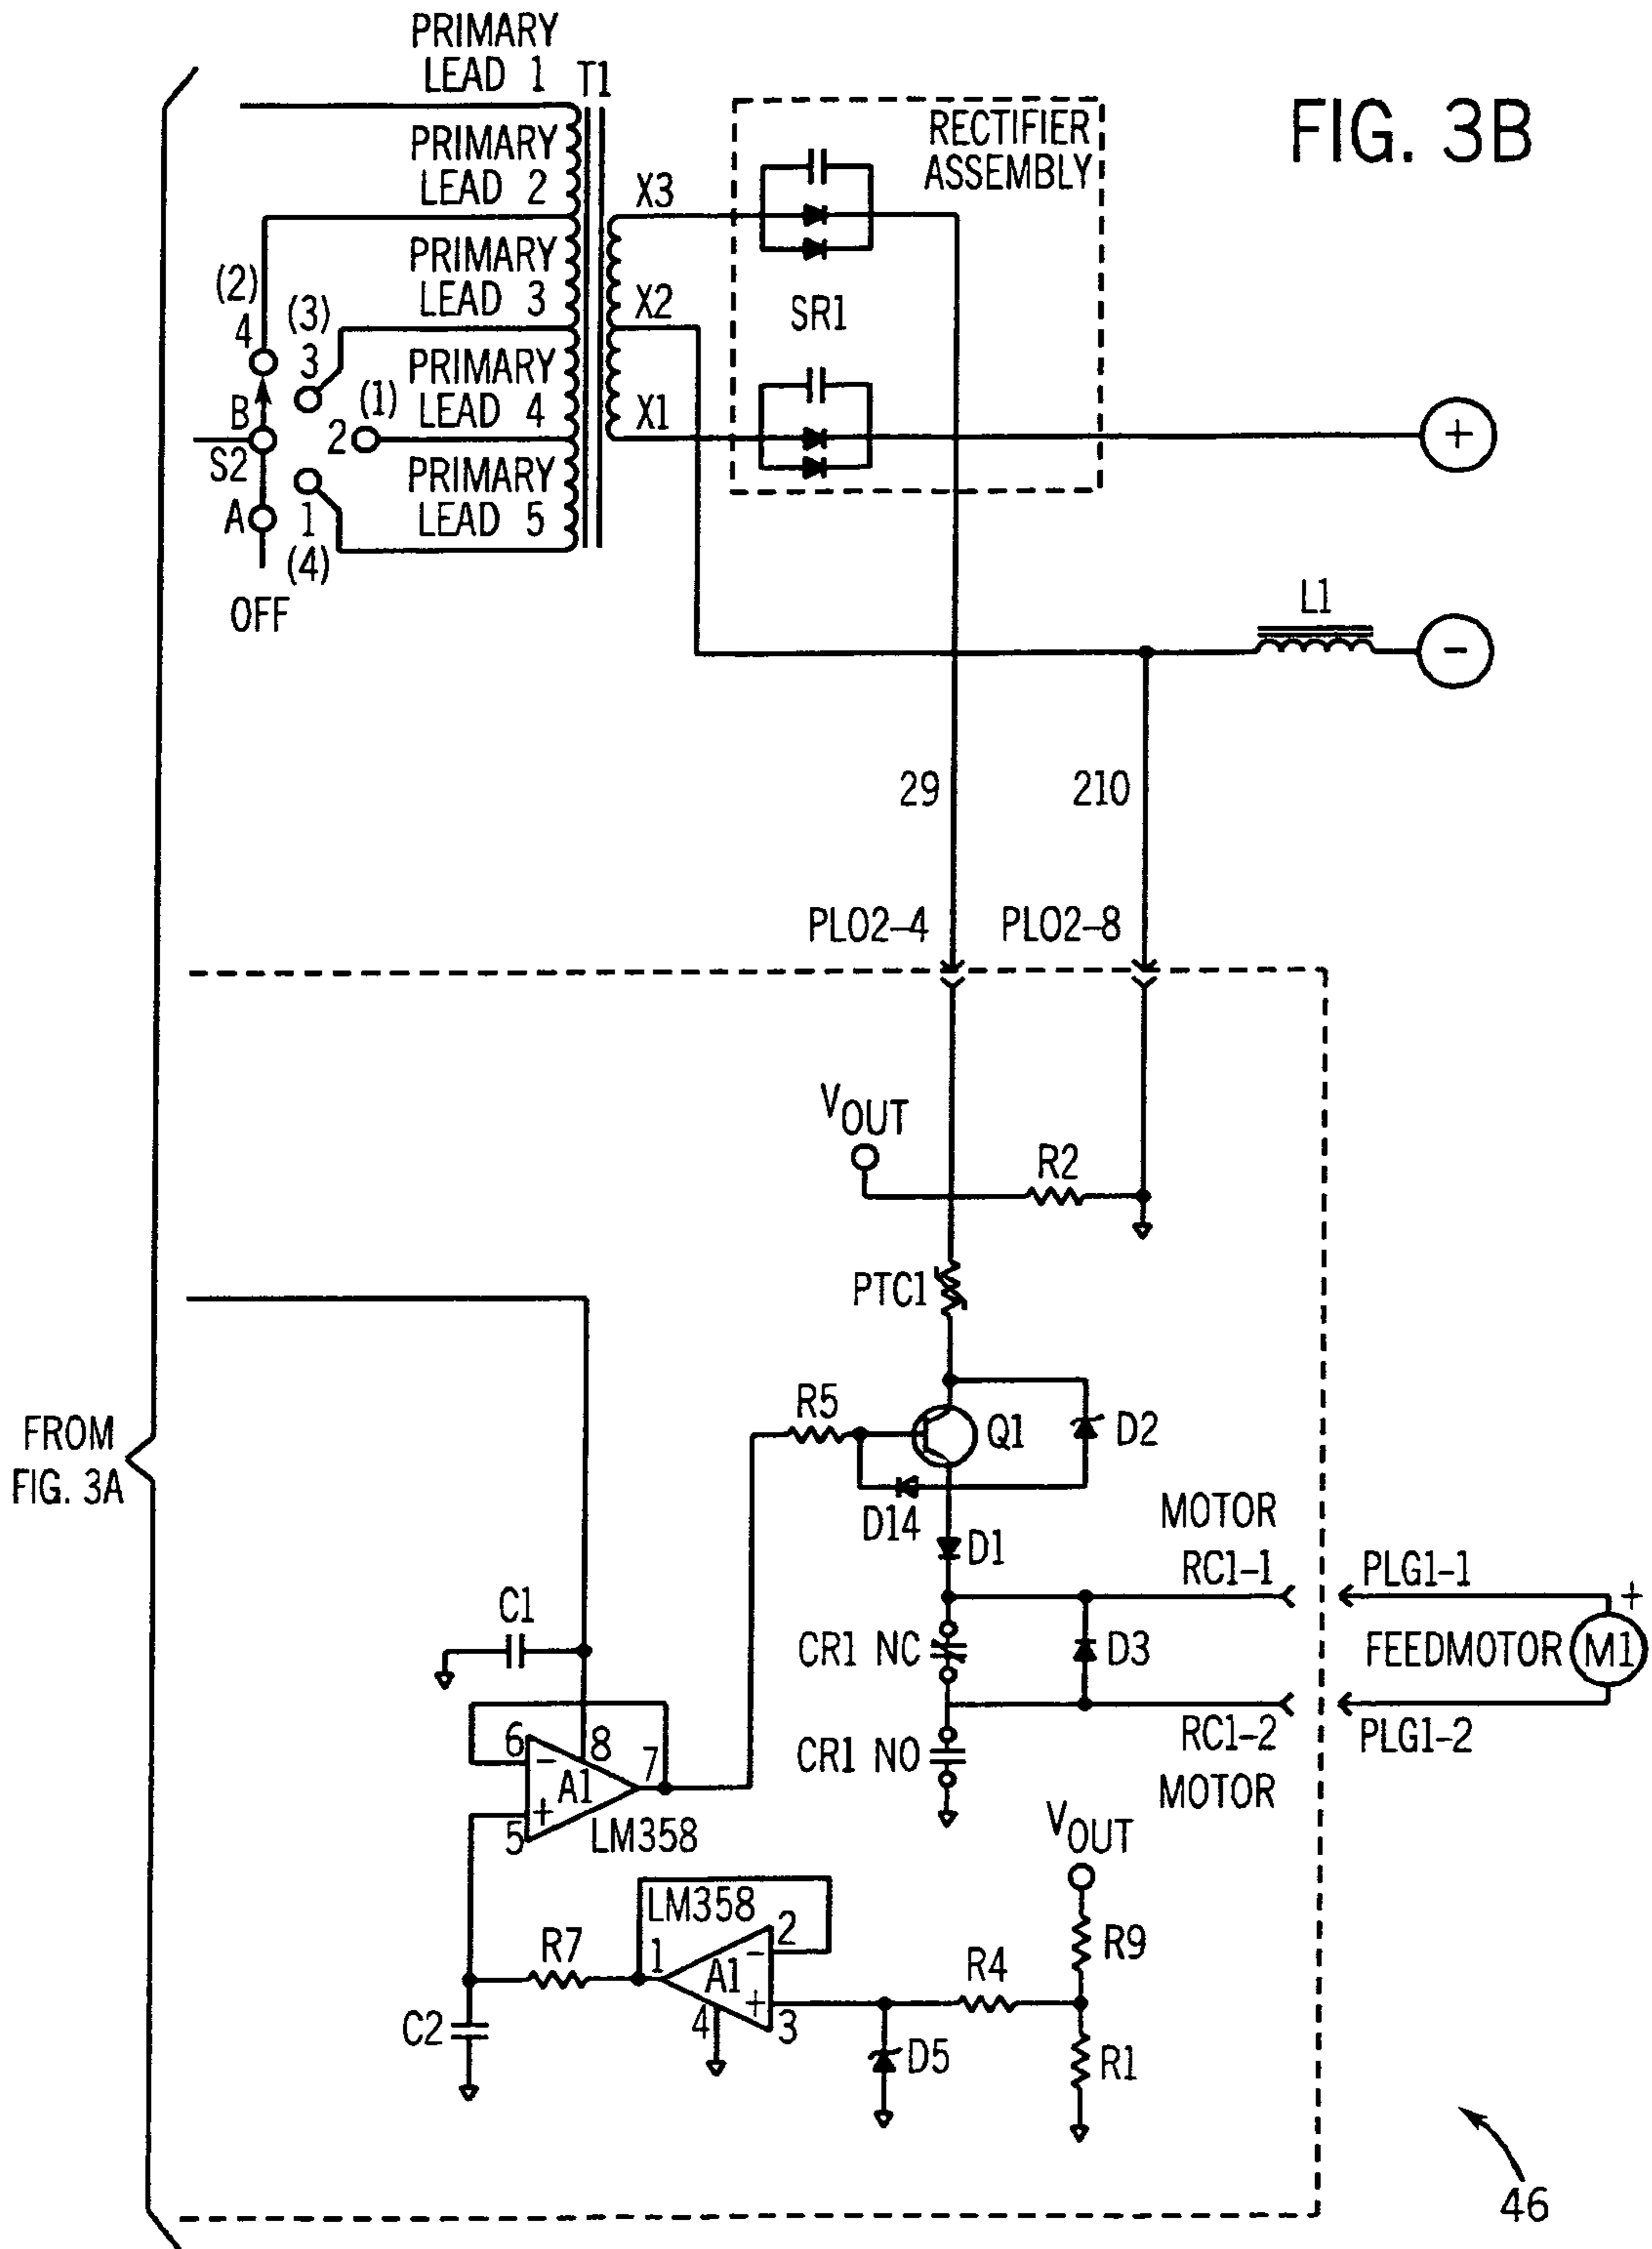 FIG. 3B
PRIMARY
LEAD 1
T1
PRIMARY
LEAD 2
PRIMARY
LEAD 3
PRIMARY
LEAD 4
PRIMARY
LEAD 5
RECTIFIER
ASSEMBLY
X3
X2
X1
SR1
(2)
4
(3)
3
(1)
2
B
S2
A
1
(4)
OFF
+
L1
-
29
210
PLO2-4
PLO2-8
VOUT
R2
PTC1
R5
Q1
D2
D14
D1
MOTOR
RC1-1
PLG1-1
+
CR1 NC
D3
FEEDMOTOR
M1
RC1-2
PLG1-2
MOTOR
CR1 NO
FROM
FIG. 3A
C1
6
-
8
7
A1
+
5
LM358
VOUT
LM358
R7
1
2
-
A1
+
4
3
R4
R9
C2
D5
R1
46